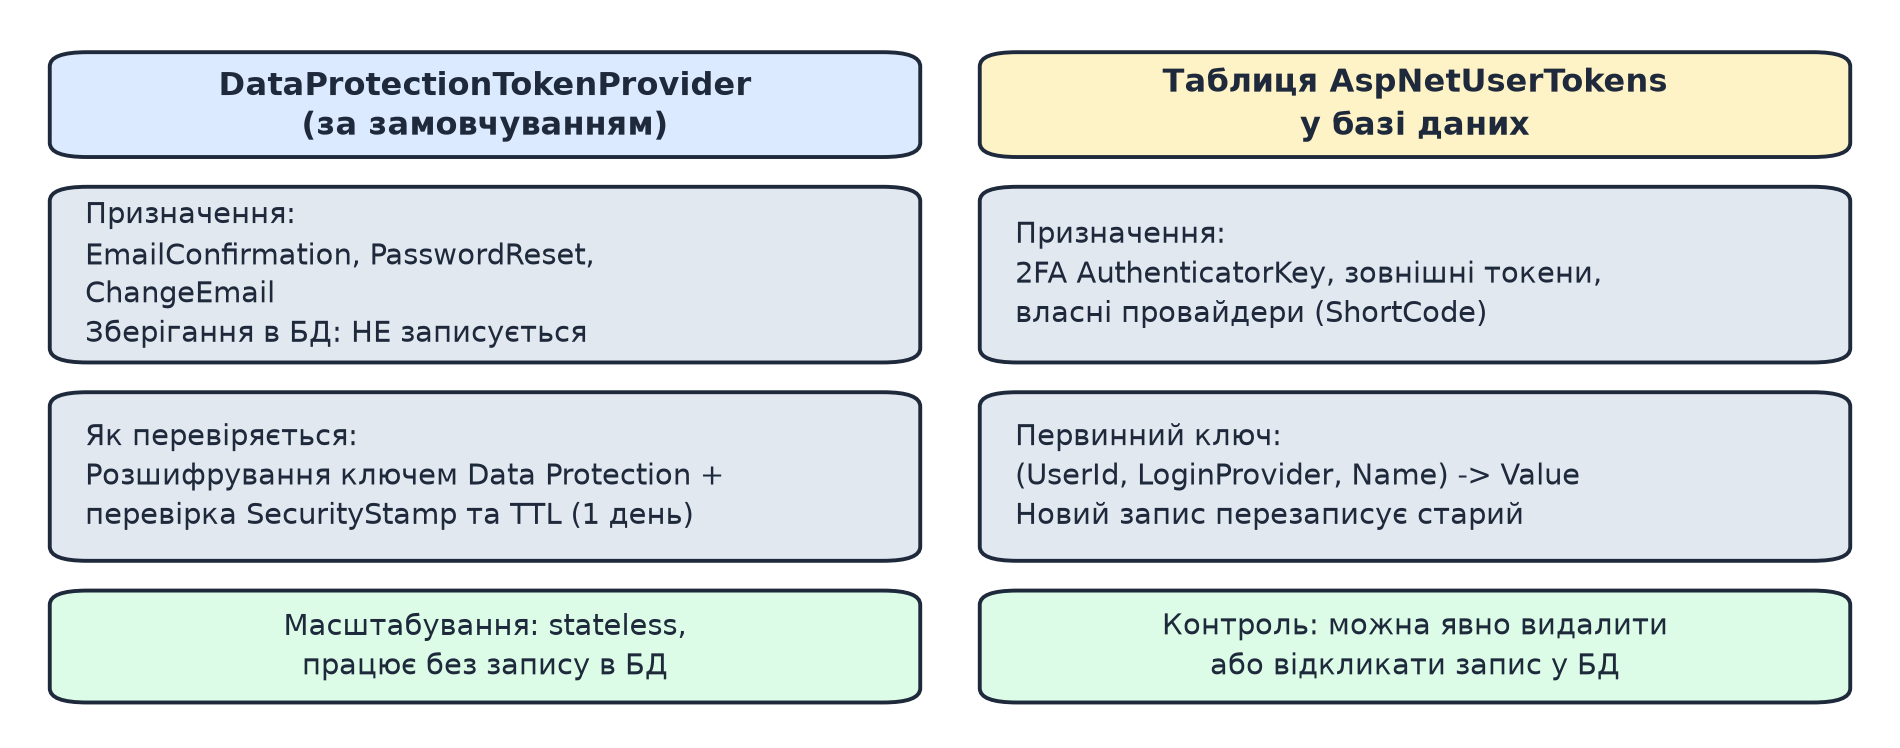 DataProtectionTokenProvider
(за замовчуванням)
Призначення:
EmailConfirmation, PasswordReset,
ChangeEmail
Зберігання в БД: НЕ записується
Як перевіряється:
Розшифрування ключем Data Protection +
перевірка SecurityStamp та TTL (1 день)
Масштабування: stateless,
працює без запису в БД
Таблиця AspNetUserTokens
у базі даних
Призначення:
2FA AuthenticatorKey, зовнішні токени,
власні провайдери (ShortCode)
Первинний ключ:
(UserId, LoginProvider, Name) -> Value
Новий запис перезаписує старий
Контроль: можна явно видалити
або відкликати запис у БД